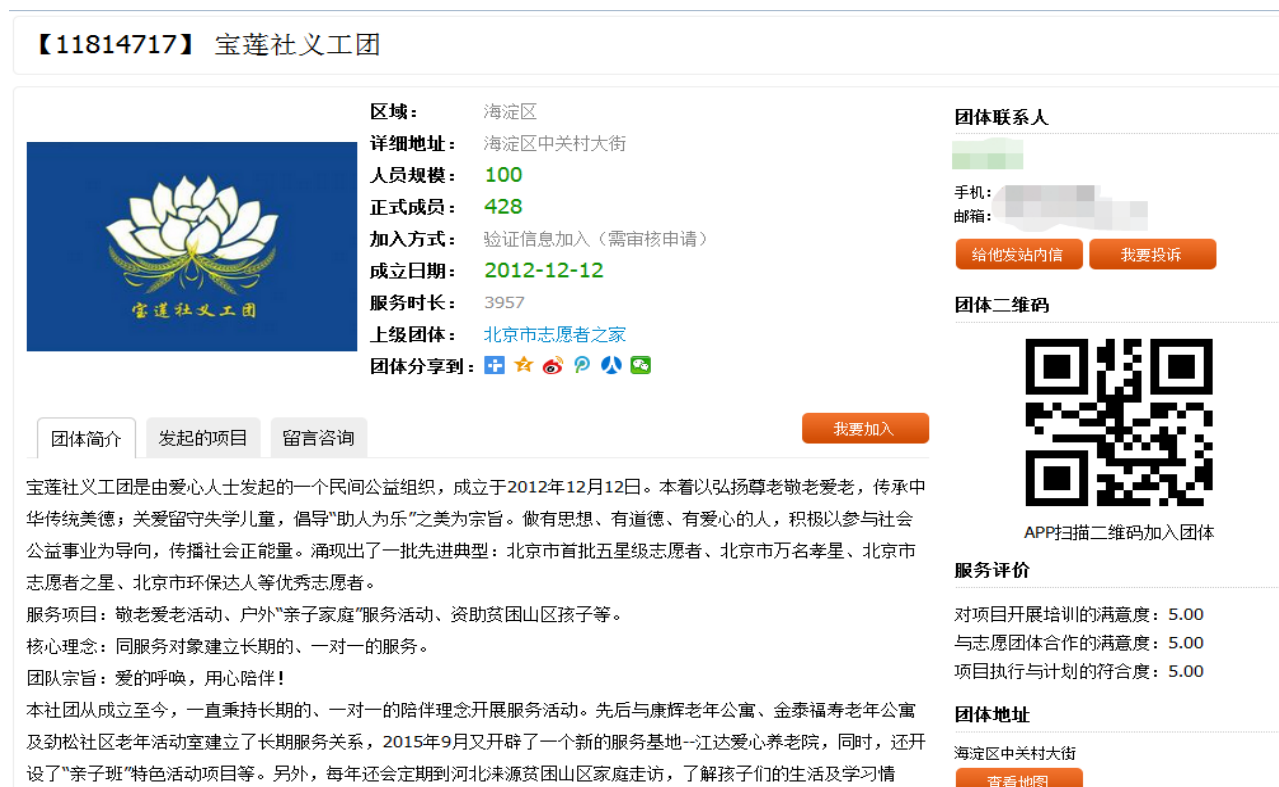 【11814717】 宝莲社义工团
宝莲社义工团
区域： 海淀区
详细地址： 海淀区中关村大街
人员规模： 100
正式成员： 428
加入方式： 验证信息加入（需审核申请）
成立日期： 2012-12-12
服务时长： 3957
上级团体： 北京市志愿者之家
团体分享到：
团体简介 发起的项目 留言咨询 我要加入
宝莲社义工团是由爱心人士发起的一个民间公益组织，成立于2012年12月12日。本着以弘扬尊老敬老爱老，传承中
华传统美德；关爱留守失学儿童，倡导“助人为乐”之美为宗旨。做有思想、有道德、有爱心的人，积极以参与社会
公益事业为导向，传播社会正能量。涌现出了一批先进典型：北京市首批五星级志愿者、北京市万名孝星、北京市
志愿者之星、北京市环保达人等优秀志愿者。
服务项目：敬老爱老活动、户外“亲子家庭”服务活动、资助贫困山区孩子等。
核心理念：同服务对象建立长期的、一对一的服务。
团队宗旨：爱的呼唤，用心陪伴！
本社团从成立至今，一直秉持长期的、一对一的陪伴理念开展服务活动。先后与康辉老年公寓、金泰福寿老年公寓
及劲松社区老年活动室建立了长期服务关系，2015年9月又开辟了一个新的服务基地--江达爱心养老院，同时，还开
设了“亲子班”特色活动项目等。另外，每年还会定期到河北涞源贫困山区家庭走访，了解孩子们的生活及学习情
团体联系人
手机：
邮箱：
给他发站内信 我要投诉
团体二维码
APP扫描二维码加入团体
服务评价
对项目开展培训的满意度：5.00
与志愿团体合作的满意度：5.00
项目执行与计划的符合度：5.00
团体地址
海淀区中关村大街
查看地图